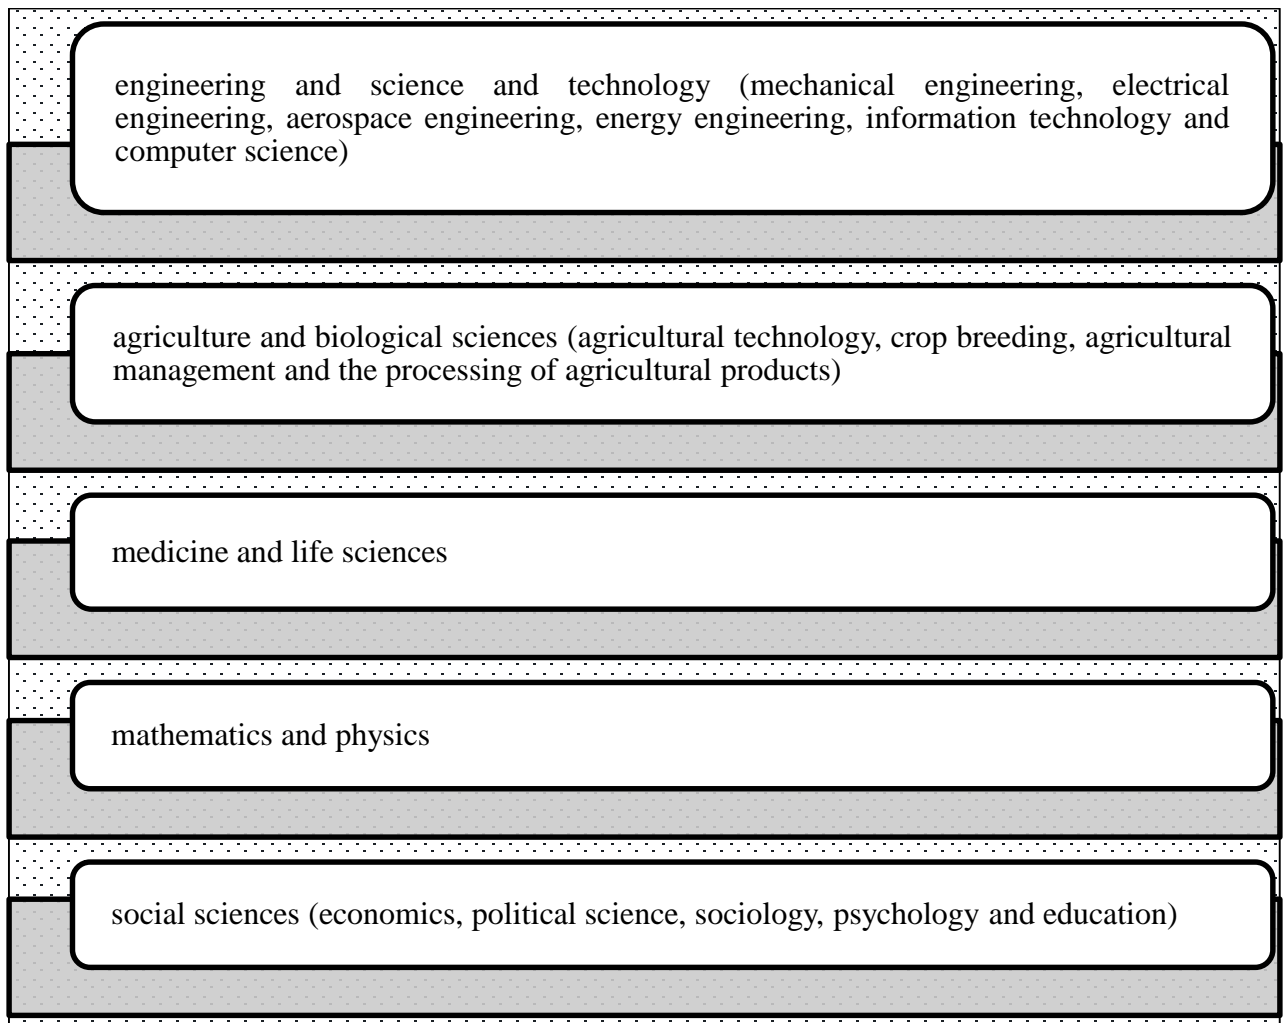 engineering and science and technology (mechanical engineering, electrical
engineering, aerospace engineering, energy engineering, information technology and
computer science)
agriculture and biological sciences (agricultural technology, crop breeding, agricultural
management and the processing of agricultural products)
medicine and life sciences
mathematics and physics
social sciences (economics, political science, sociology, psychology and education)